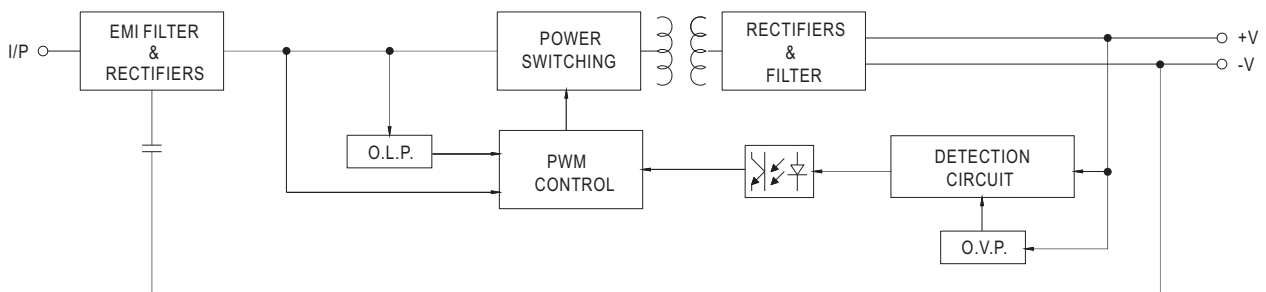 I/P
EMI FILTER
&
RECTIFIERS
POWER
SWITCHING
RECTIFIERS
&
FILTER
+V
-V
O.L.P.
PWM
CONTROL
DETECTION
CIRCUIT
O.V.P.